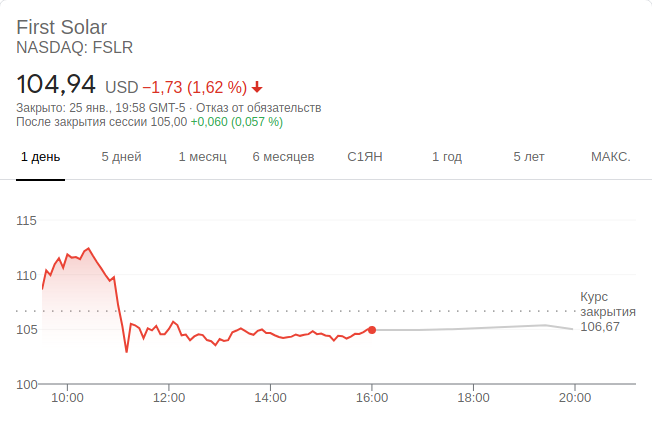 First Solar
NASDAQ: FSLR
104,94 USD −1,73 (1,62 %)
Закрыто: 25 янв., 19:58 GMT-5 · Отказ от обязательств
После закрытия сессии 105,00 +0,060 (0,057 %)
1 день 5 дней 1 месяц 6 месяцев С1ЯН 1 год 5 лет МАКС.
115
110
Курс
закрытия
106,67
105
100
10:00 12:00 14:00 16:00 18:00 20:00